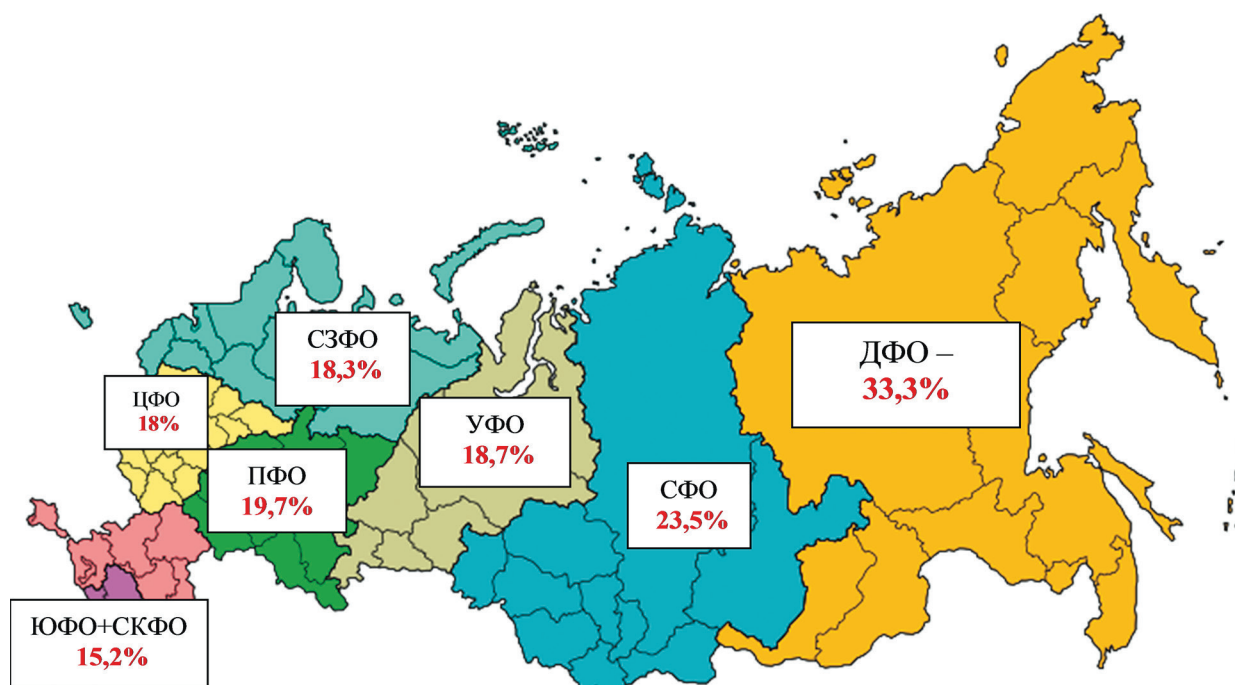 СЗФО
18,3%
ДФО –
33,3%
ЦФО
18%
УФО
18,7%
ПФО
19,7%
СФО
23,5%
ЮФО+СКФО
15,2%